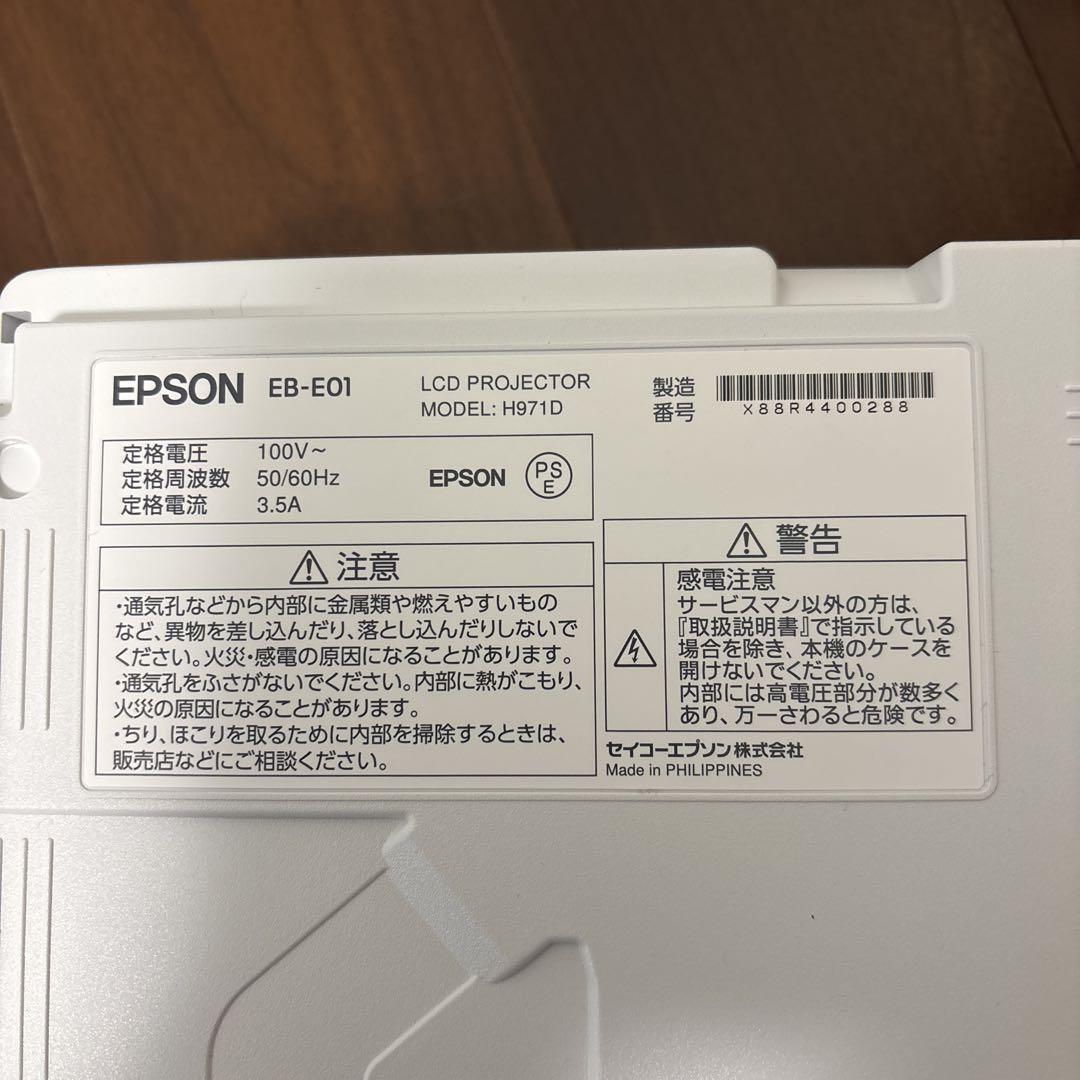 EPSON EB-E01
LCD PROJECTOR
MODEL: H971D
製造
番号
X88R4400288
定格電圧 100V～
定格周波数 50/60Hz
定格電流 3.5A
EPSON
PS
E
注意
・通気孔などから内部に金属類や燃えやすいもの
など、異物を差し込んだり、落とし込んだりしないで
ください。火災・感電の原因になることがあります。
・通気孔をふさがないでください。内部に熱がこもり、
火災の原因になることがあります。
・ちり、ほこりを取るために内部を掃除するときは、
販売店などにご相談ください。
警告
感電注意
サービスマン以外の方は、
『取扱説明書』で指示している
場合を除き、本機のケースを
開けないでください。
内部には高電圧部分が数多く
あり、万一さわると危険です。
セイコーエプソン株式会社
Made in PHILIPPINES